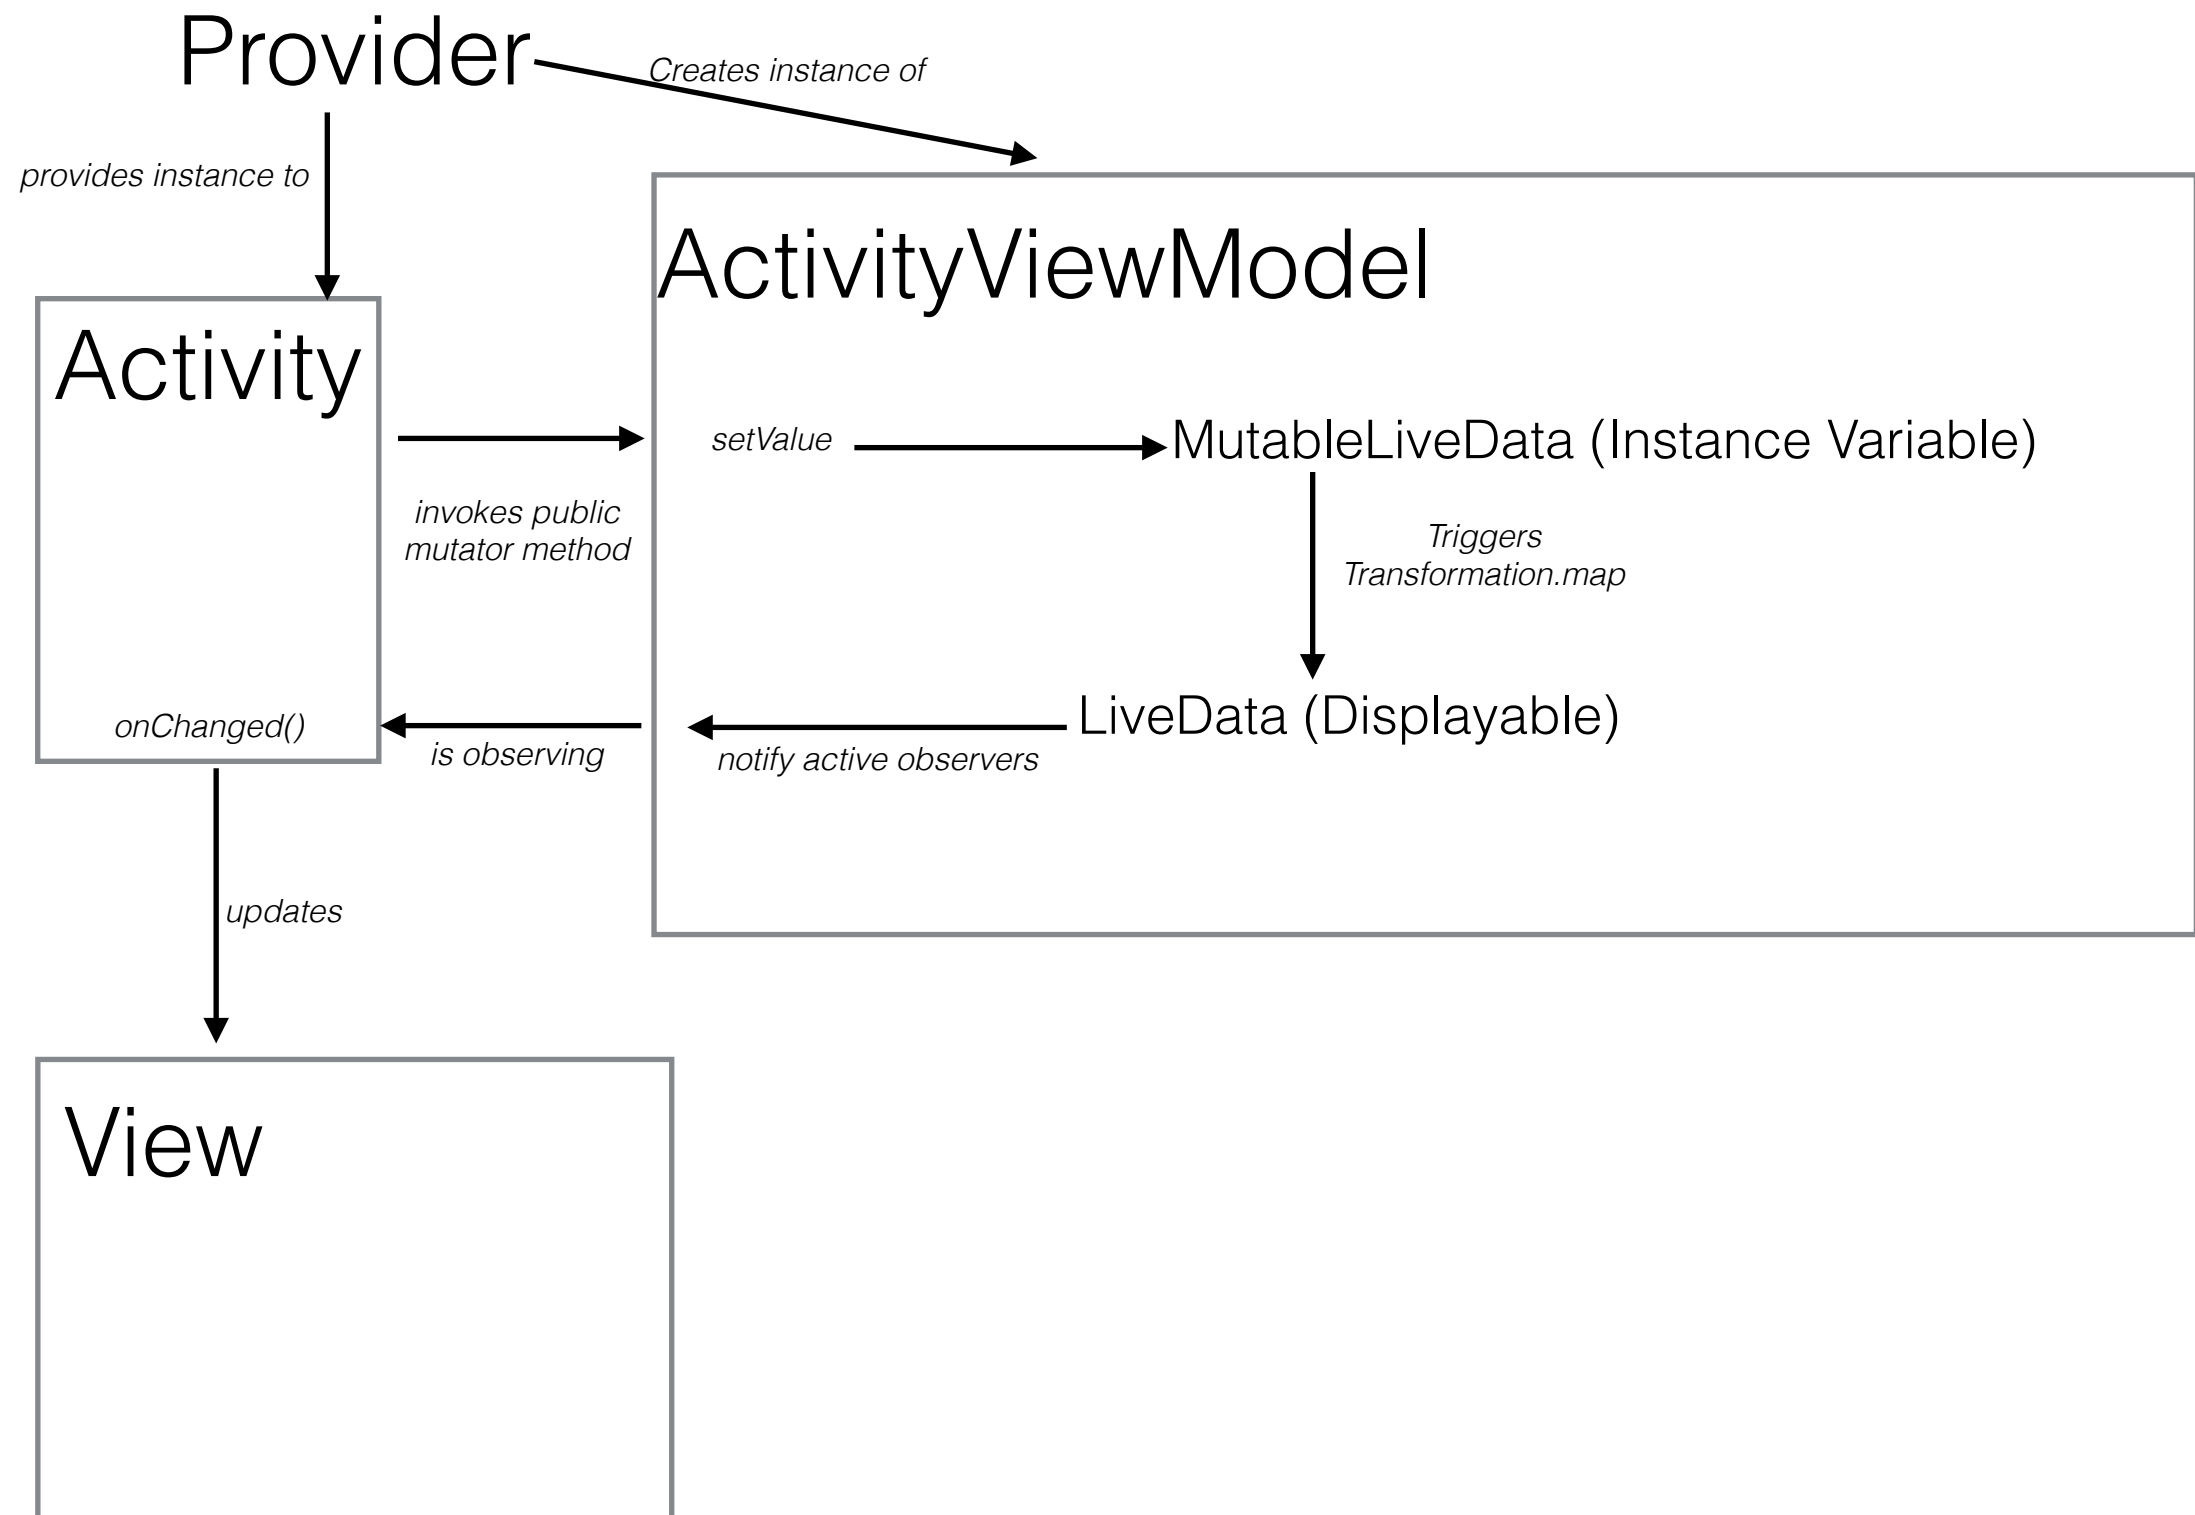 Provider
Creates instance of
provides instance to
ActivityViewModel
Activity
setValue
MutableLiveData (Instance Variable)
invokes public
mutator method
Triggers
Transformation.map
LiveData (Displayable)
onChanged()
is observing
notify active observers
updates
View